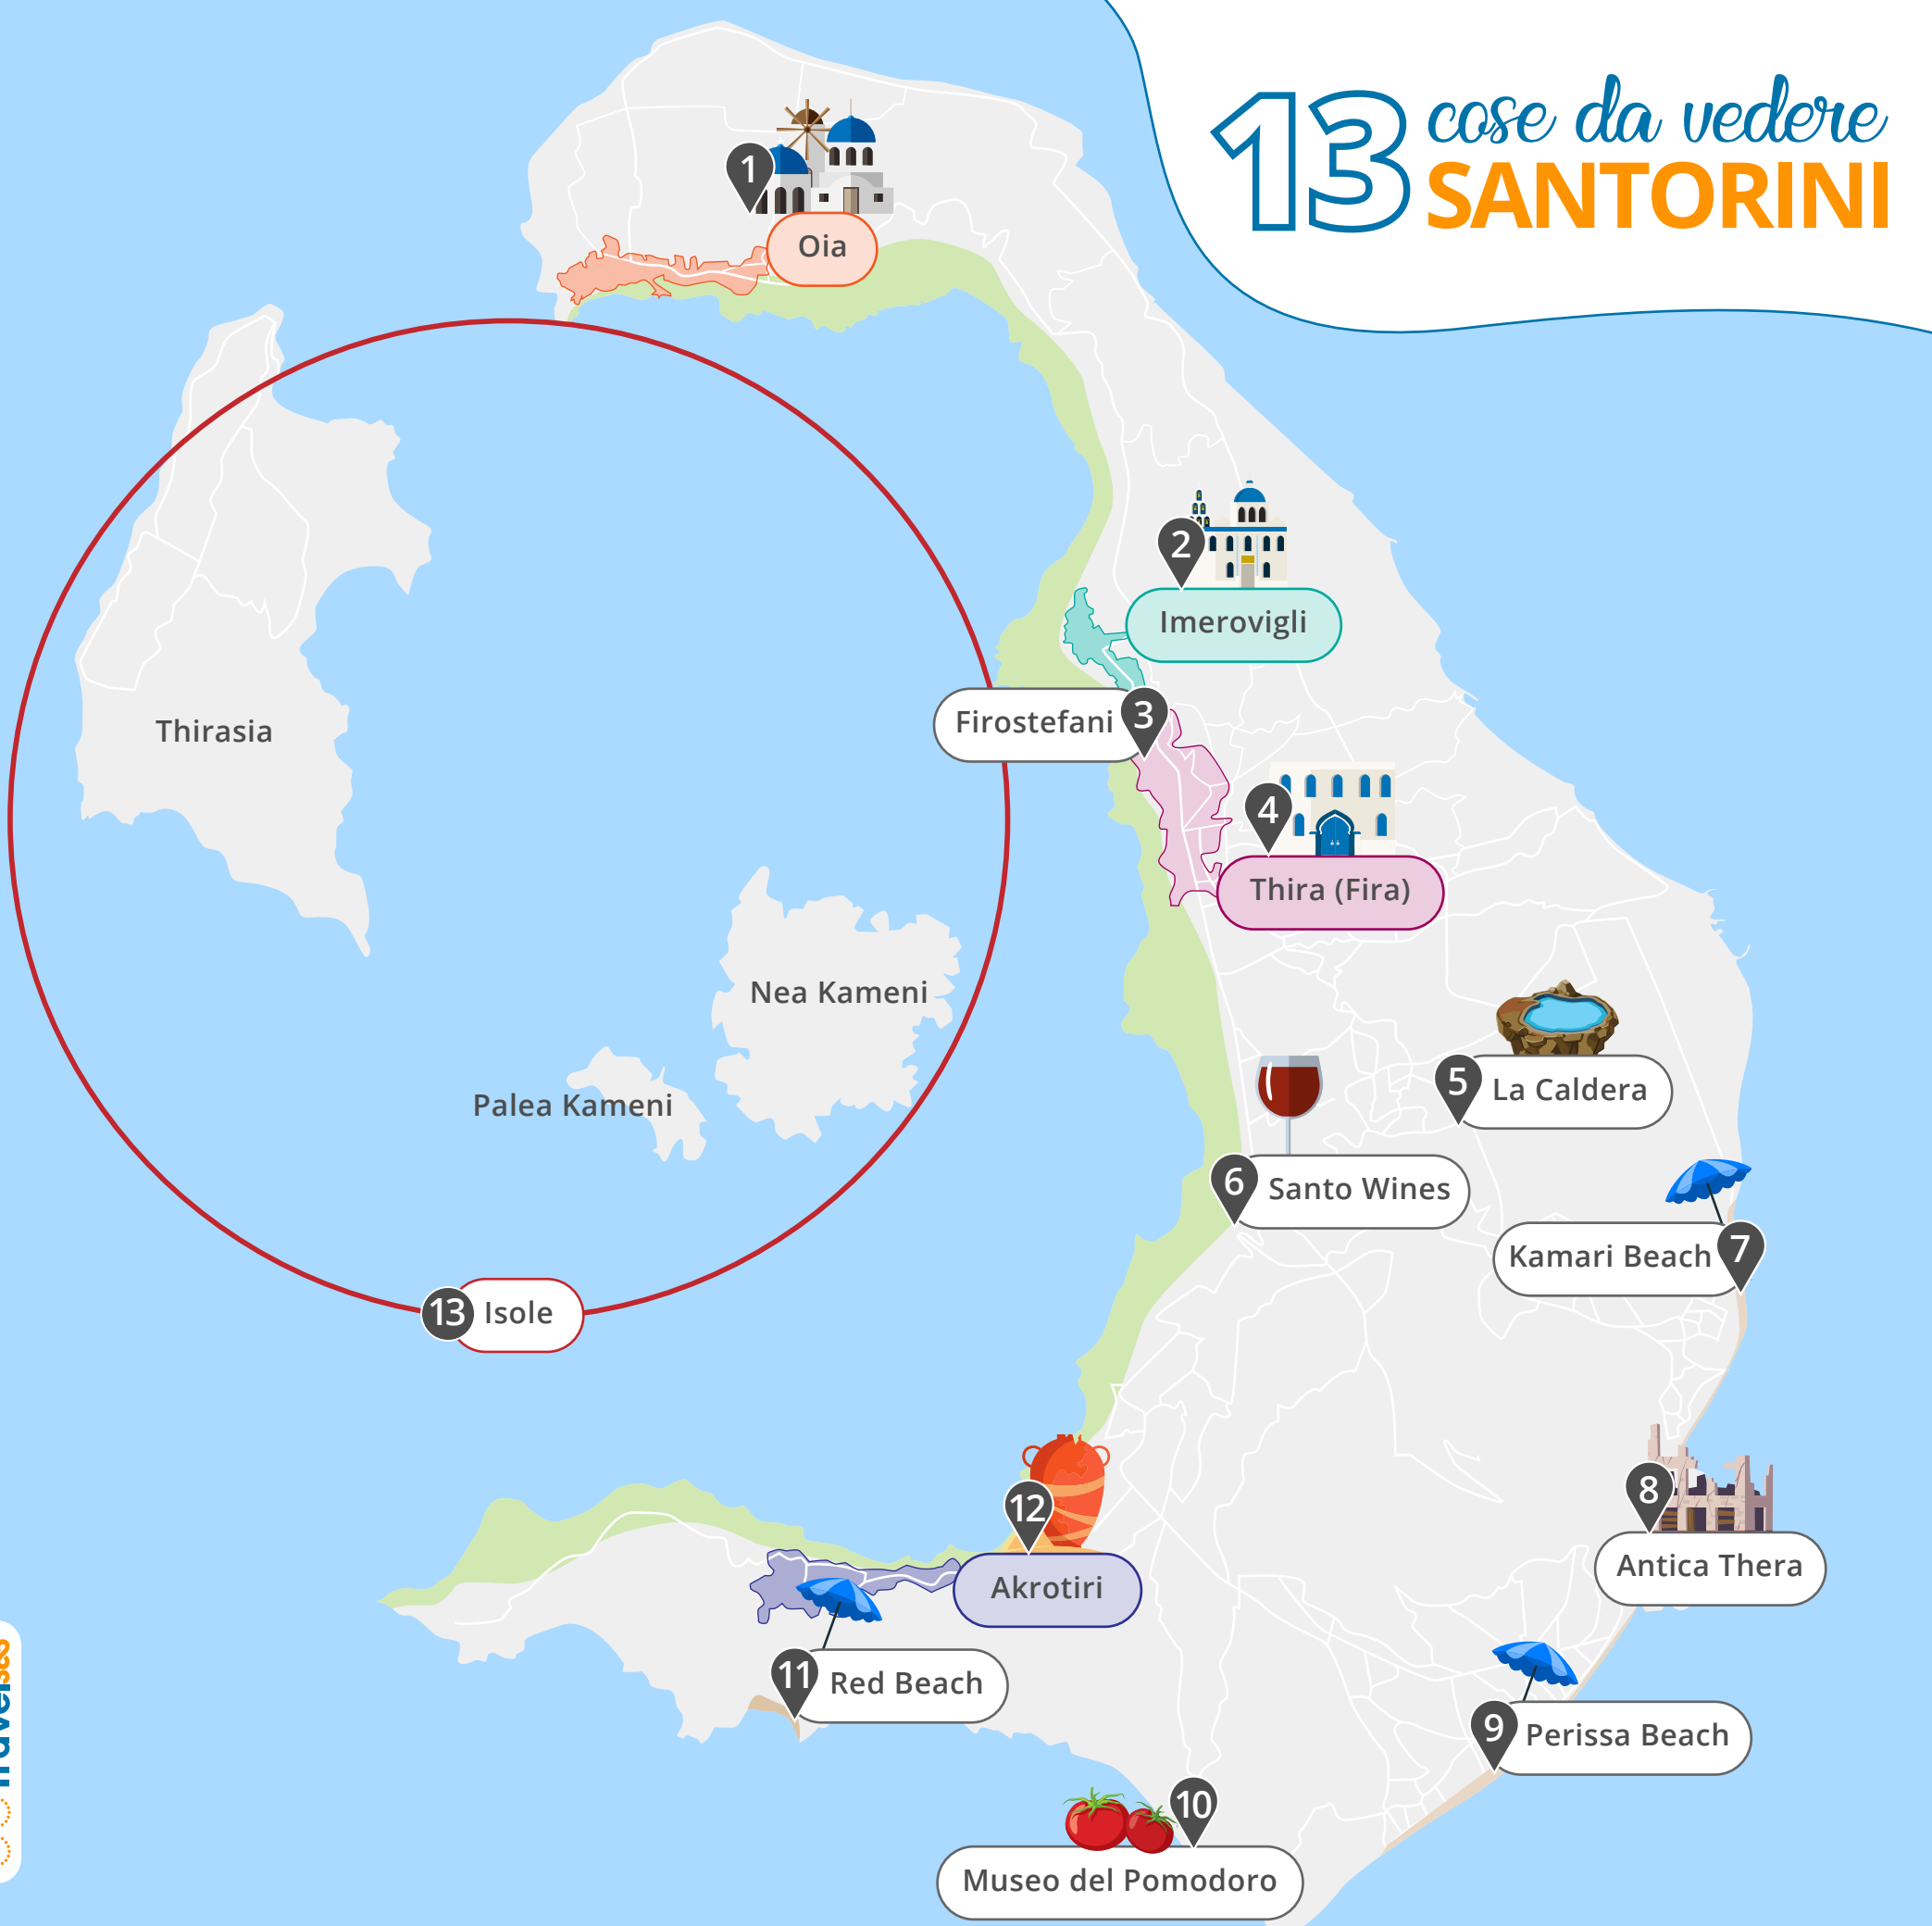 13 cose da vedere
SANTORINI
1
Oia
2
Imerovigli
Firostefani 3
4
Thira (Fira)
Thirasia
Nea Kameni
Palea Kameni
5 La Caldera
6 Santo Wines
Kamari Beach 7
13 Isole
8
Antica Thera
12
Akrotiri
11 Red Beach
9 Perissa Beach
10
Museo del Pomodoro